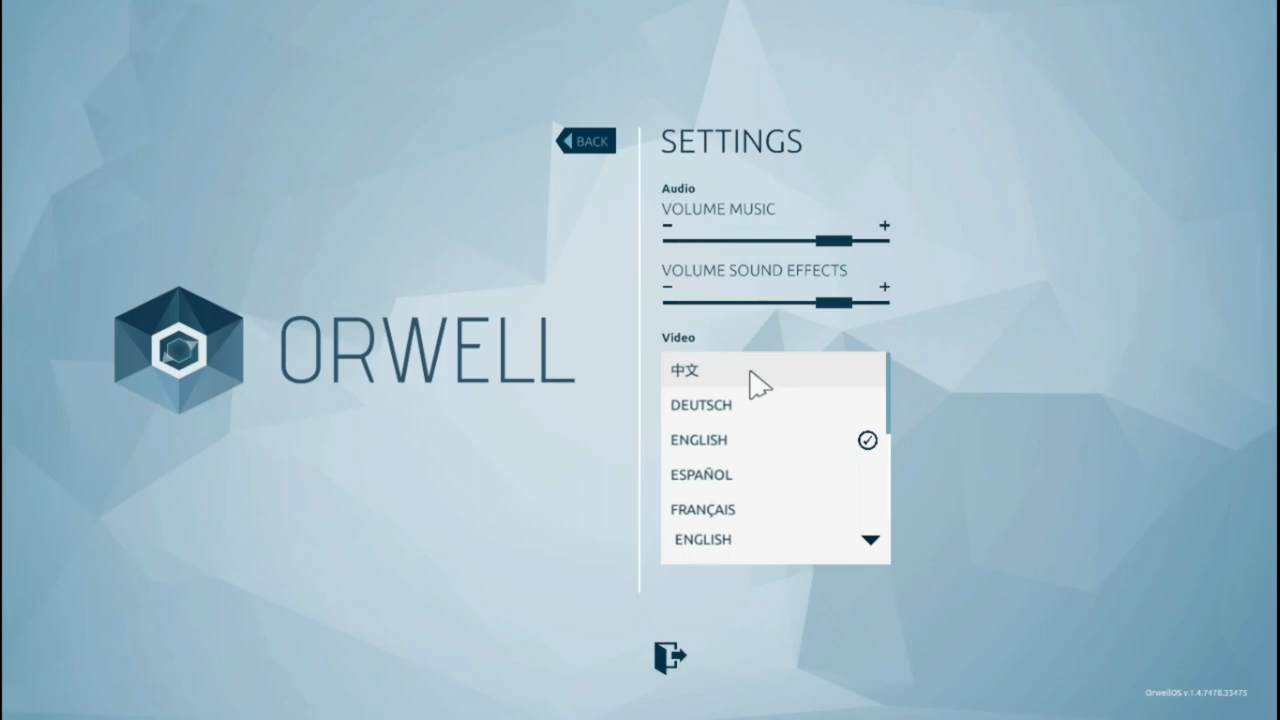 BACK
SETTINGS
Audio
VOLUME MUSIC
- +
VOLUME SOUND EFFECTS
- +
Video
中文
DEUTSCH
ENGLISH
ESPAÑOL
FRANÇAIS
ENGLISH
ORWELL
OrwellOS v.1.4.7478.33475